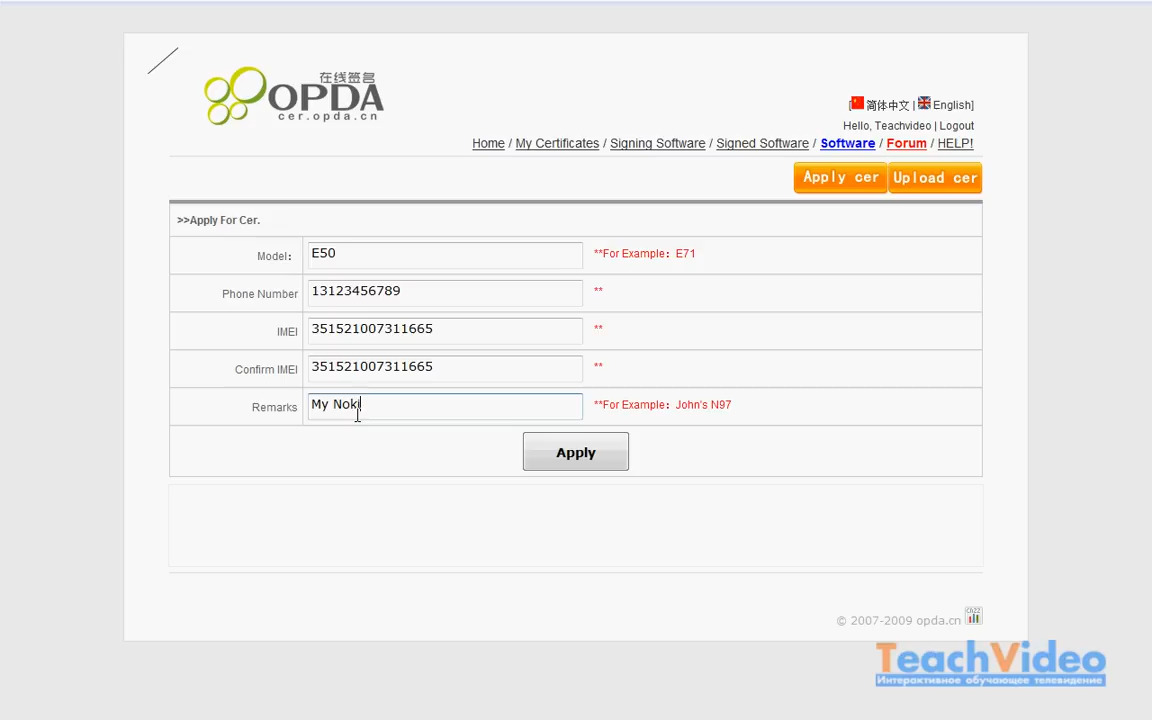 在线签名
OPDA
cer.opda.cn
[简体中文 | English]
Hello, Teachvideo | Logout
Home / My Certificates / Signing Software / Signed Software / Software / Forum / HELP!
Apply cer Upload cer
>>Apply For Cer.
Model: E50 **For Example: E71
Phone Number 13123456789 **
IMEI 351521007311665 **
Confirm IMEI 351521007311665 **
Remarks My Noki **For Example: John's N97
Apply
© 2007-2009 opda.cn
TeachVideo
Интерактивное обучающее телевидение